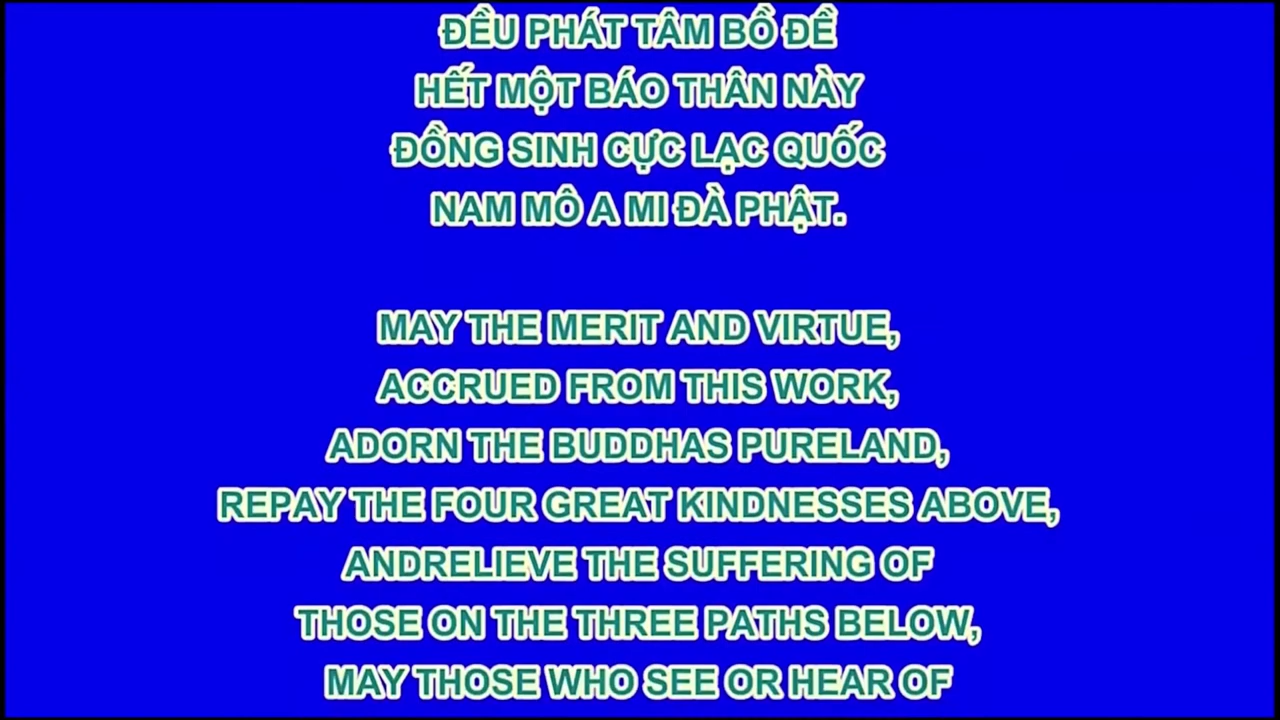 ĐỀU PHÁT TÂM BỒ ĐỀ
HẾT MỘT BÁO THÂN NÀY
ĐỒNG SINH CỰC LẠC QUỐC
NAM MÔ A MI ĐÀ PHẬT.
MAY THE MERIT AND VIRTUE,
ACCRUED FROM THIS WORK,
ADORN THE BUDDHAS PURELAND,
REPAY THE FOUR GREAT KINDNESSES ABOVE,
ANDRELIEVE THE SUFFERING OF
THOSE ON THE THREE PATHS BELOW,
MAY THOSE WHO SEE OR HEAR OF